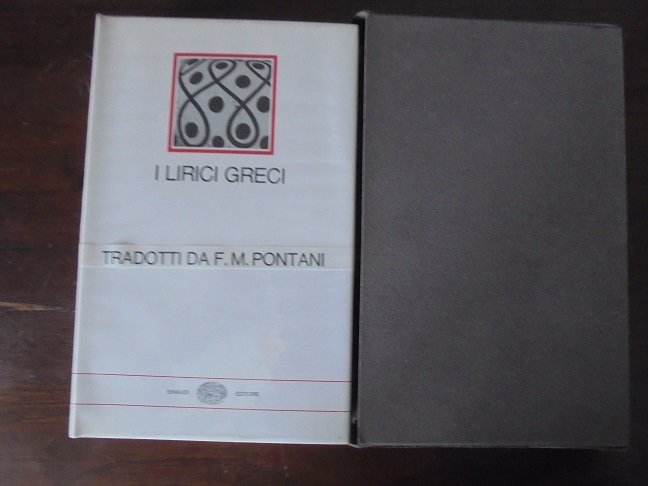 I LIRICI GRECI
TRADOTTI DA F. M. PONTANI
EINAUDI EDITORE